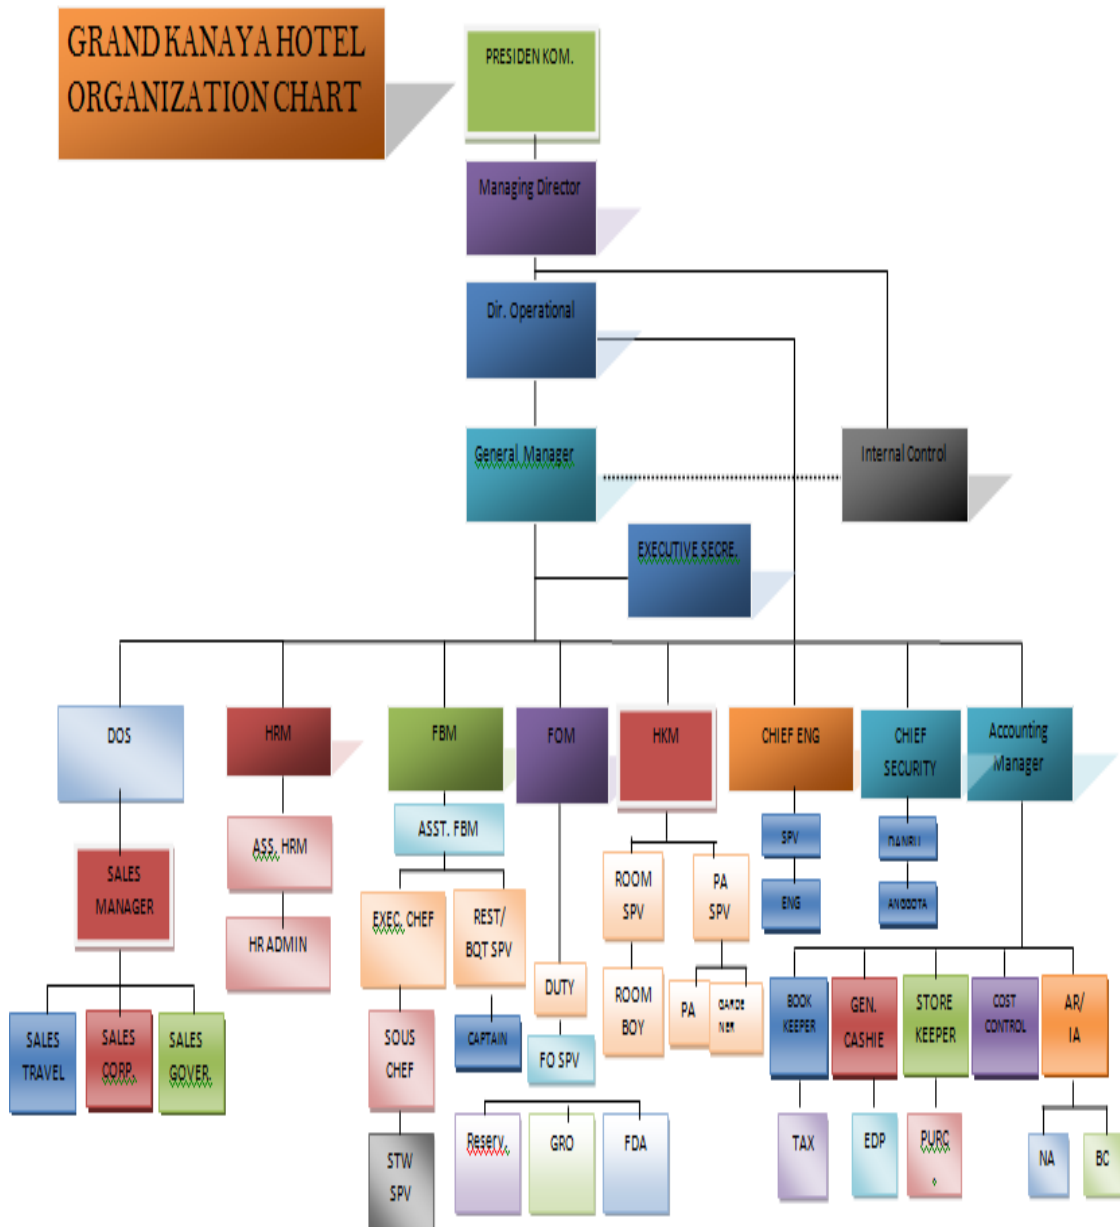 GRAND KANAYA HOTEL
ORGANIZATION CHART
PRESIDEN KOM.
Managing Director
Dir. Operational
General Manager
Internal Control
EXECUTIVE SECRE.
DOS
HRM
FBM
FOM
HKM
CHIEF ENG
CHIEF
SECURITY
Accounting
Manager
SALES
MANAGER
ASS. HRM
HR ADMIN
ASST. FBM
EXEC. CHEF
REST/
BQT SPV
ROOM
SPV
PA
SPV
SPV
ENG
DANRU
ANGGOTA
SALES
TRAVEL
SALES
CORP.
SALES
GOVER.
SOUS
CHEF
CAPTAIN
DUTY
FO SPV
ROOM
BOY
PA
GARDE
NER
BOOK
KEEPER
GEN.
CASHIE
STORE
KEEPER
COST
CONTROL
AR/
IA
STW
SPV
Reserv.
GRO
FDA
TAX
EDP
PURC
.
NA
BC